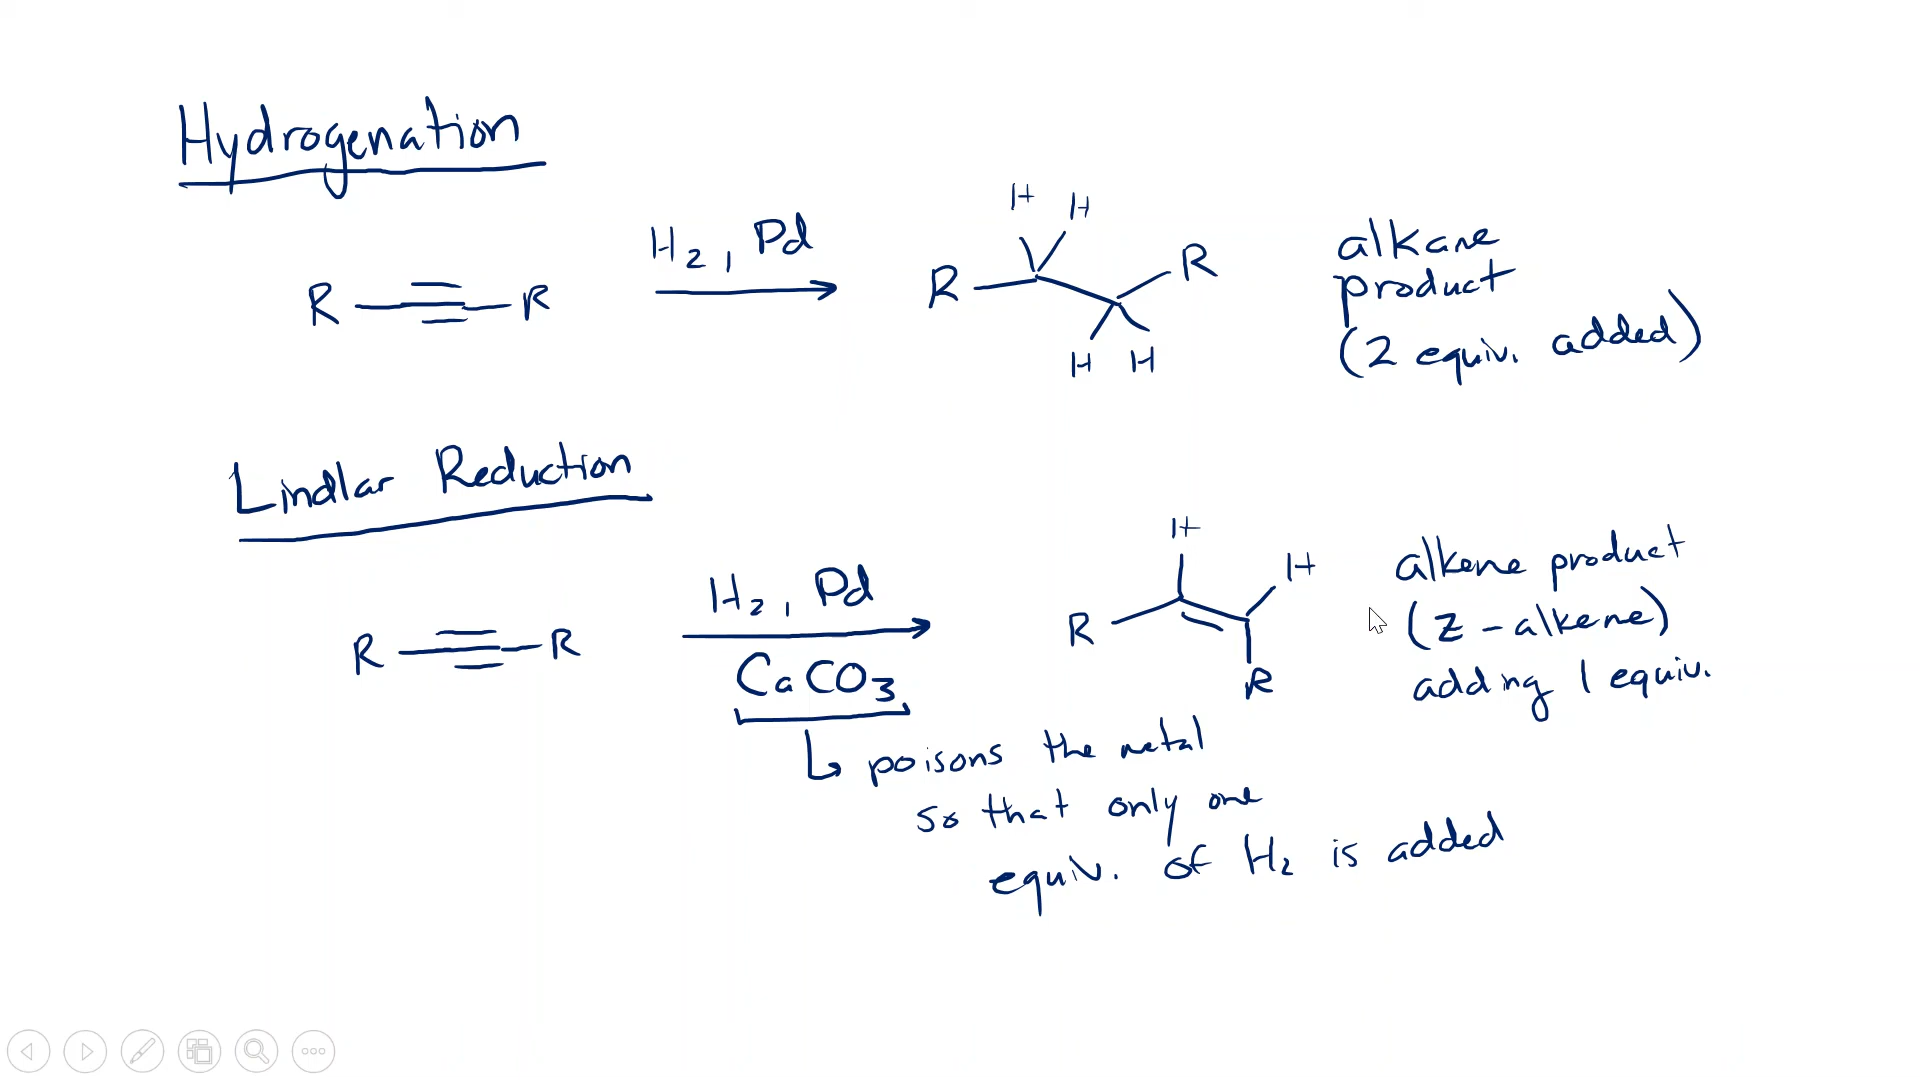 Hydrogenation
R R
H2, Pd
H H
R R
H H
alkane
product
(2 equiv. added)
Lindlar Reduction
R R
H2, Pd
CaCO3
H
H
R
R
alkene product
(Z-alkene)
adding 1 equiv.
poisons the metal
so that only one
equiv. of H2 is added